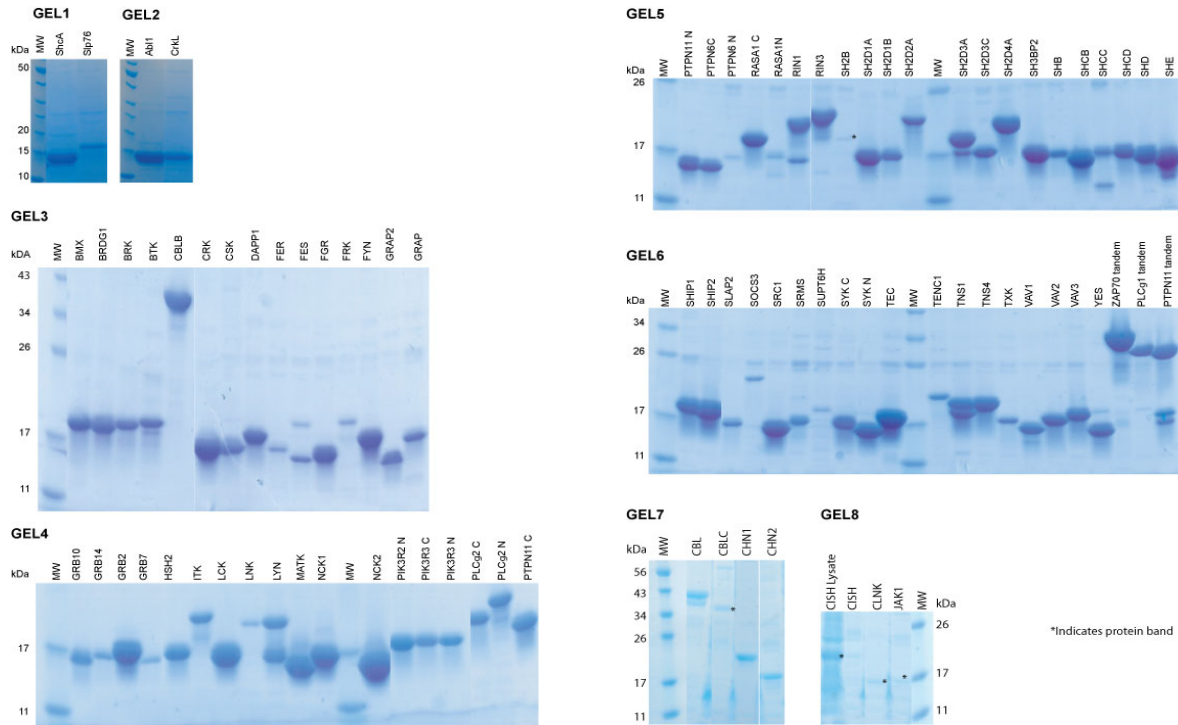 GEL1
kDa
MW
ShcA
Slp76
50
20
15
10
GEL2
MW
Abl1
CrkL
GEL3
kDA
MW
BMX
BRDG1
BRK
BTK
CBLB
CRK
CSK
DAPP1
FER
FES
FGR
FRK
FYN
GRAP2
GRAP
43
34
26
17
11
GEL4
kDa
MW
GRB10
GRB14
GRB2
GRB7
HSH2
ITK
LCK
LNK
LYN
MATK
NCK1
MW
NCK2
PIK3R2 N
PIK3R3 C
PIK3R3 N
PLCg2 C
PLCg2 N
PTPN11 C
17
11
GEL5
kDa
MW
PTPN11 N
PTPN6C
PTPN6 N
RASA1 C
RASA1N
RIN1
RIN3
SH2B
SH2D1A
SH2D1B
SH2D2A
MW
SH2D3A
SH2D3C
SH2D4A
SH3BP2
SHB
SHCB
SHCC
SHCD
SHD
SHE
26
17
11
*
GEL6
kDa
MW
SHIP1
SHIP2
SLAP2
SOCS3
SRC1
SRMS
SUPT6H
SYK C
SYK N
TEC
MW
TENC1
TNS1
TNS4
TXK
VAV1
VAV2
VAV3
YES
ZAP70 tandem
PLCg1 tandem
PTPN11 tandem
34
26
17
11
GEL7
kDa
MW
CBL
CBLC
CHN1
CHN2
56
43
34
26
17
11
*
GEL8
CISH Lysate
CISH
CLNK
JAK1
MW
kDa
26
17
11
*
*
*
*Indicates protein band